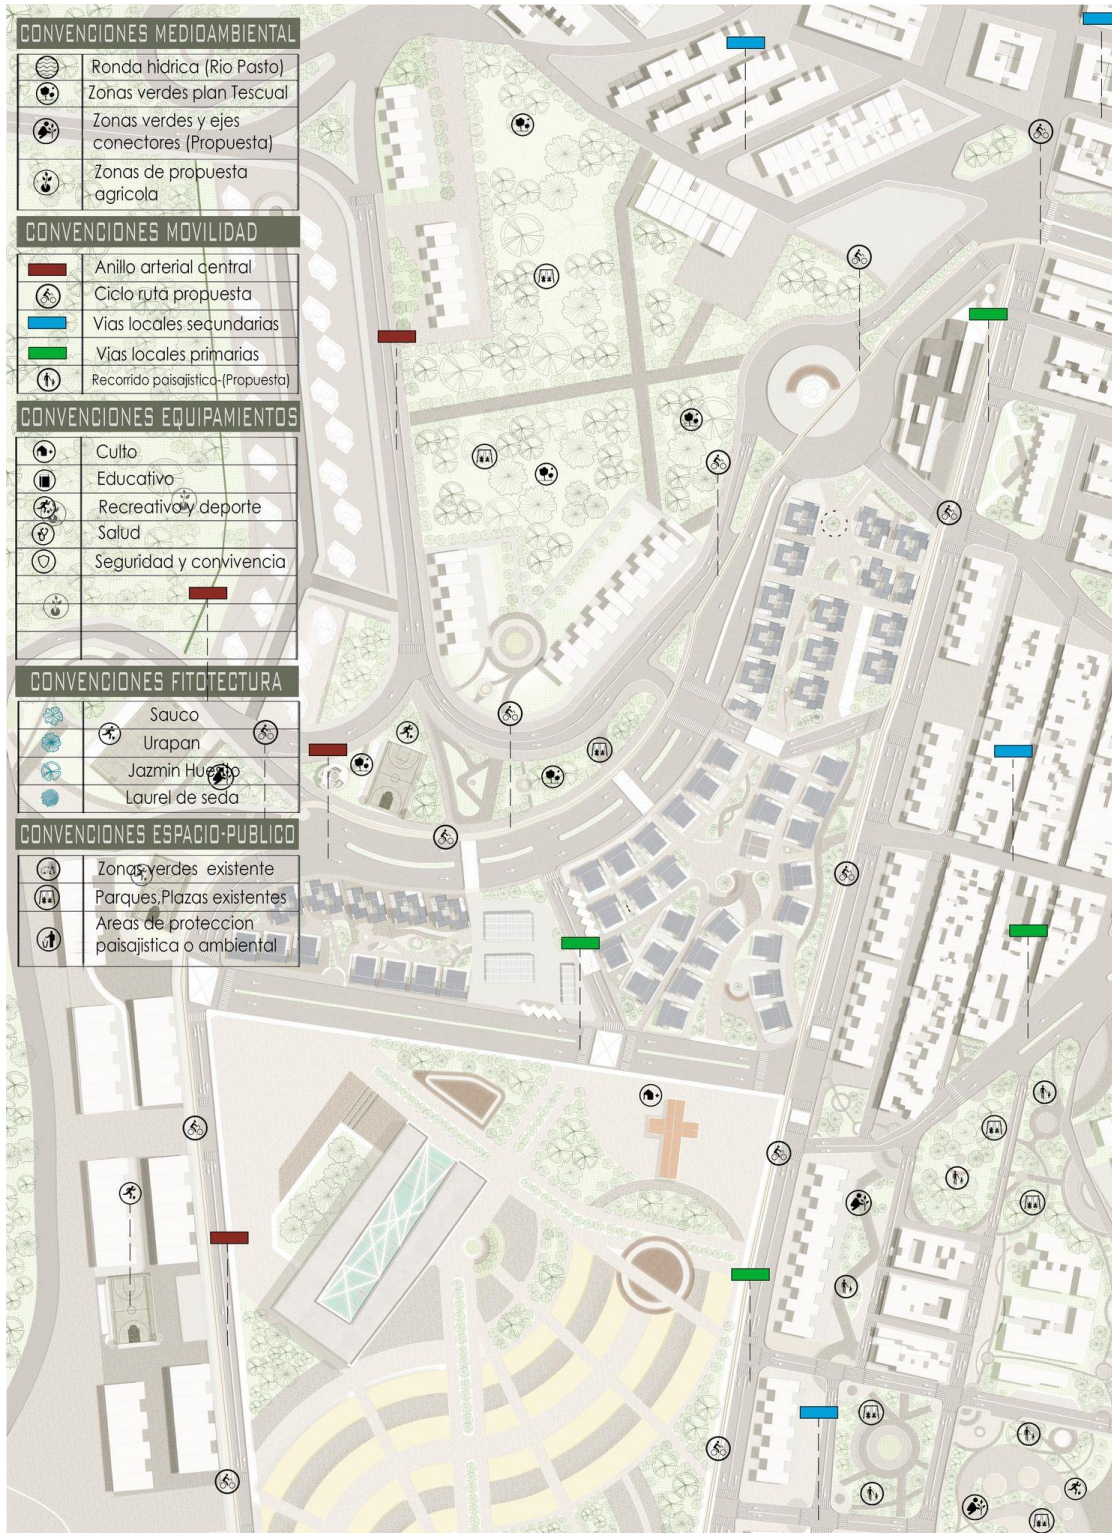 CONVENCIONES MEDIOAMBIENTAL
Ronda hidrica (Rio Pasto)
Zonas verdes plan Tescual
Zonas verdes y ejes
conectores (Propuesta)
Zonas de propuesta
agricola
CONVENCIONES MOVILIDAD
Anillo arterial central
Ciclo ruta propuesta
Vias locales secundarias
Vias locales primarias
Recorrido paisajistico-(Propuesta)
CONVENCIONES EQUIPAMIENTOS
Culto
Educativo
Recreativo y deporte
Salud
Seguridad y convivencia
CONVENCIONES FITOTECTURA
Sauco
Urapan
Jazmin Huesito
Laurel de seda
CONVENCIONES ESPACIO-PUBLICO
Zonas verdes existente
Parques,Plazas existentes
Areas de proteccion
paisajistica o ambiental